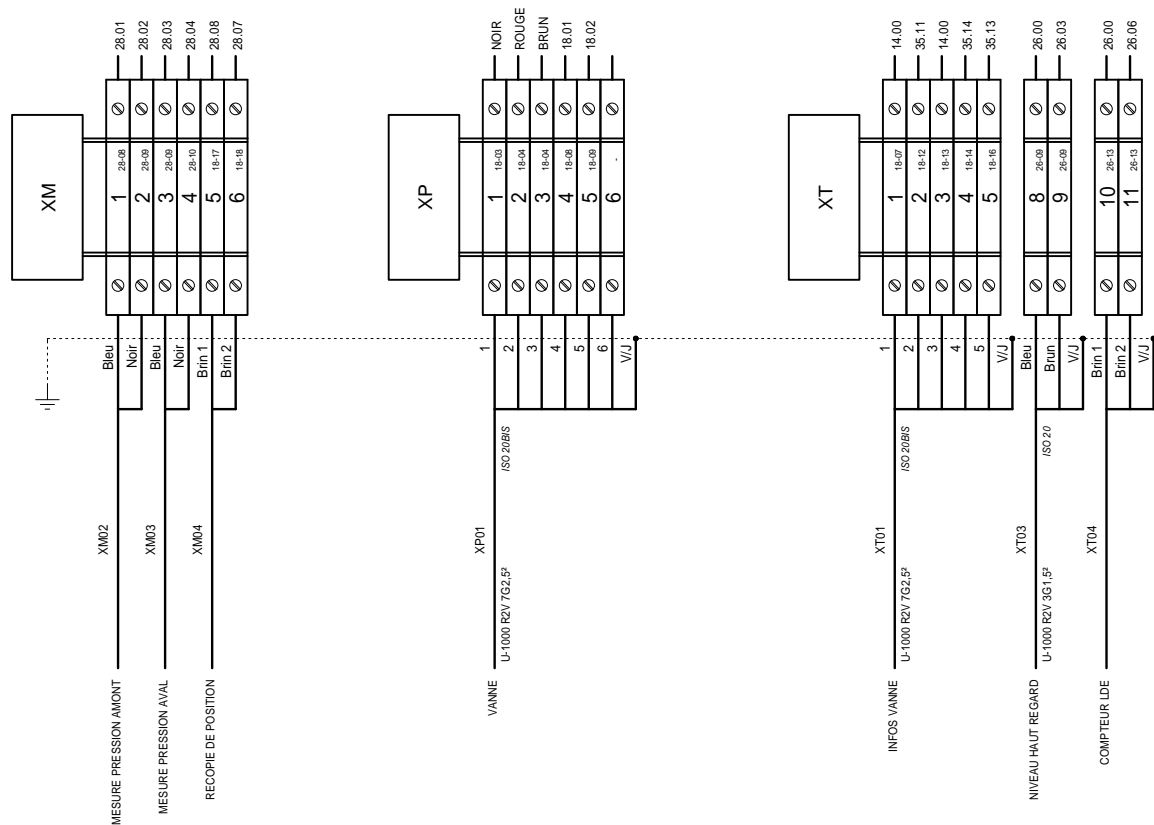 28.01
28.02
28.03
28.04
28.08
28.07
XM
28-08
28-09
28-09
28-10
18-17
18-18
1
2
3
4
5
6
Bleu
Noir
Bleu
Noir
Brin 1
Brin 2
XM02
XM03
XM04
MESURE PRESSION AMONT
MESURE PRESSION AVAL
RECOPIE DE POSITION
NOIR
ROUGE
BRUN
18.01
18.02
-
XP
18-03
18-04
18-04
18-08
18-09
-
1
2
3
4
5
6
1
2
3
4
5
6
V/J
ISO 20BIS
XP01
U-1000 R2V 7G2,5²
VANNE
14.00
35.11
14.00
35.14
35.13
26.00
26.03
26.00
26.06
XT
18-07
18-12
18-13
18-14
18-16
26-09
26-09
26-13
26-13
1
2
3
4
5
8
9
10
11
1
2
3
4
5
V/J
Bleu
Brun
V/J
Brin 1
Brin 2
V/J
ISO 20BIS
ISO 20
XT01
XT03
XT04
U-1000 R2V 7G2,5²
U-1000 R2V 3G1,5²
INFOS VANNE
NIVEAU HAUT REGARD
COMPTEUR LDE